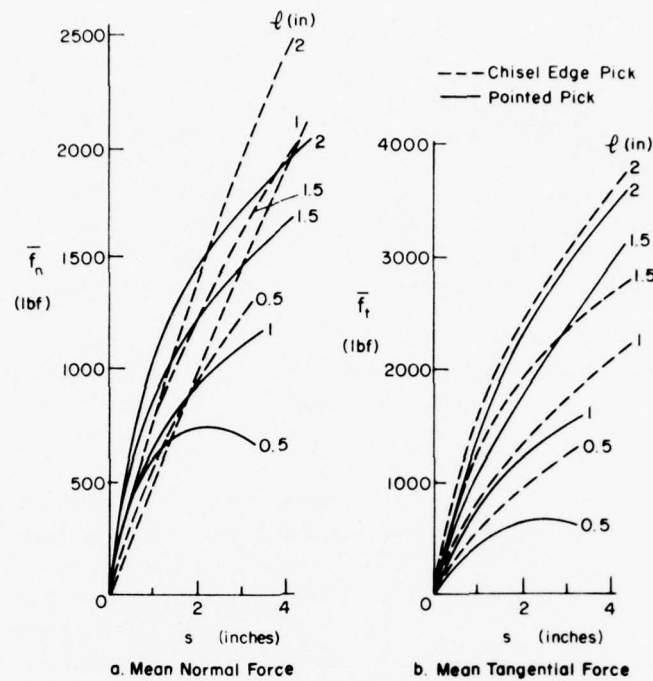 ℓ (in)
2500
2
--- Chisel Edge Pick
— Pointed Pick
1
2
4000
ℓ (in)
2000
2
2
1.5
1.5
1.5
f̄n
(lbf)
1500
3000
1.5
0.5
f̄t
(lbf)
1
1000
2000
1
1
0.5
0.5
500
1000
0.5
0
2
4
0
2
4
s (inches)
s (inches)
a. Mean Normal Force
b. Mean Tangential Force